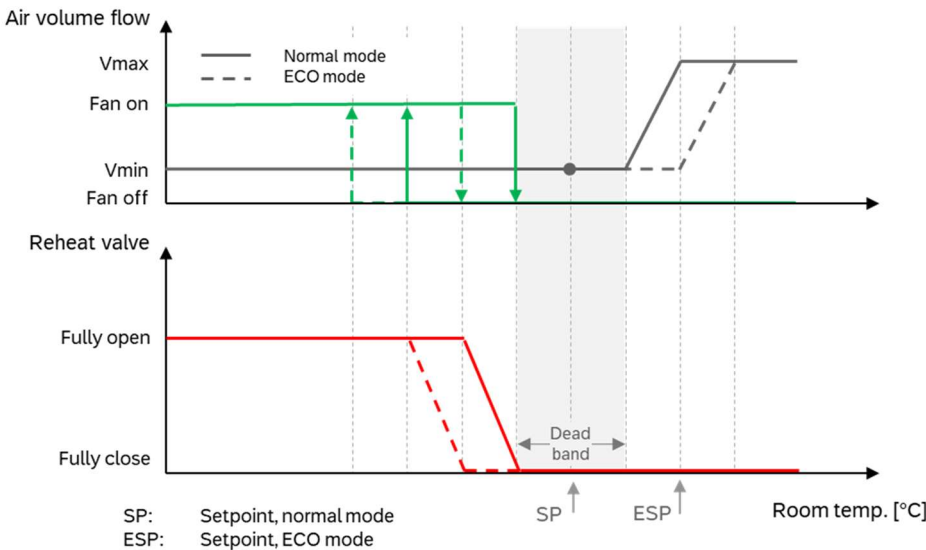 Air volume flow
Vmax
Normal mode
ECO mode
Fan on
Vmin
Fan off
Reheat valve
Fully open
Dead
band
Fully close
SP
ESP
Room temp. [°C]
SP: Setpoint, normal mode
ESP: Setpoint, ECO mode